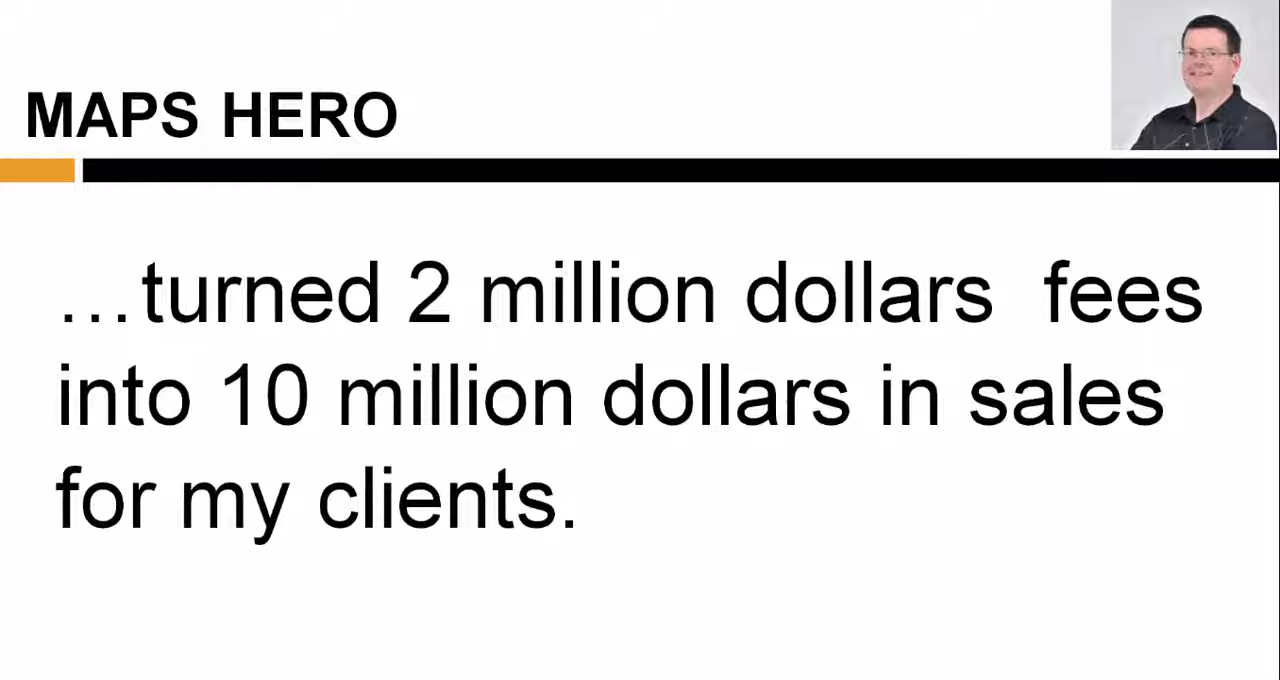 MAPS HERO
…turned 2 million dollars  fees
into 10 million dollars in sales
for my clients.